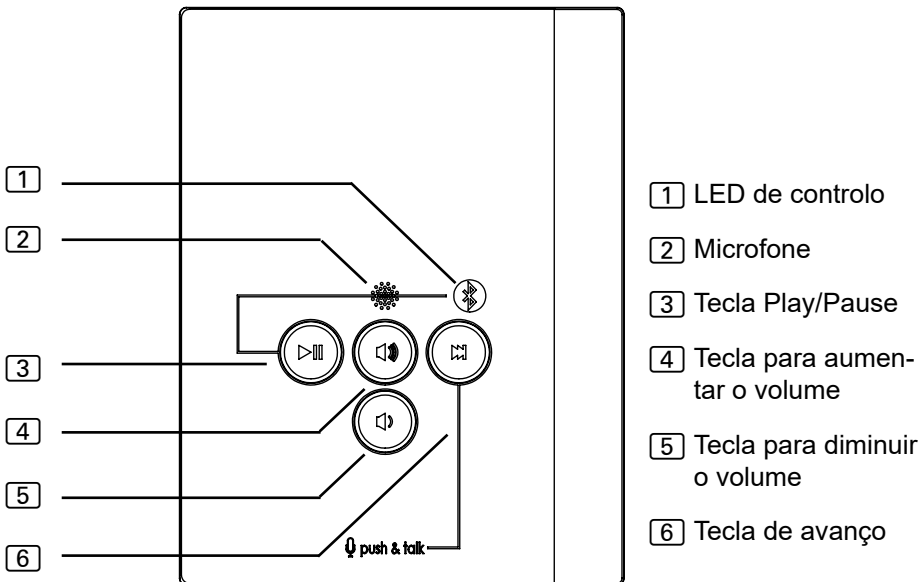 1
2
3
4
5
6
push & talk
1 LED de controlo
2 Microfone
3 Tecla Play/Pause
4 Tecla para aumen-
tar o volume
5 Tecla para diminuir
o volume
6 Tecla de avanço